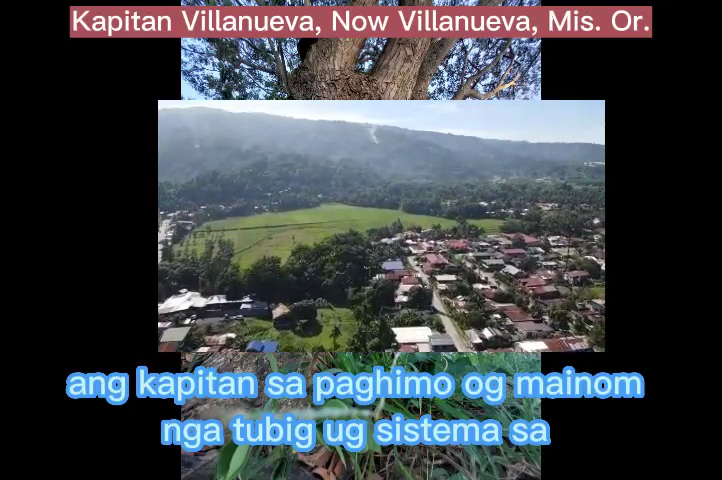 Kapitan Villanueva, Now Villanueva, Mis. Or.
ang kapitan sa paghimo og mainom
nga tubig ug sistema sa